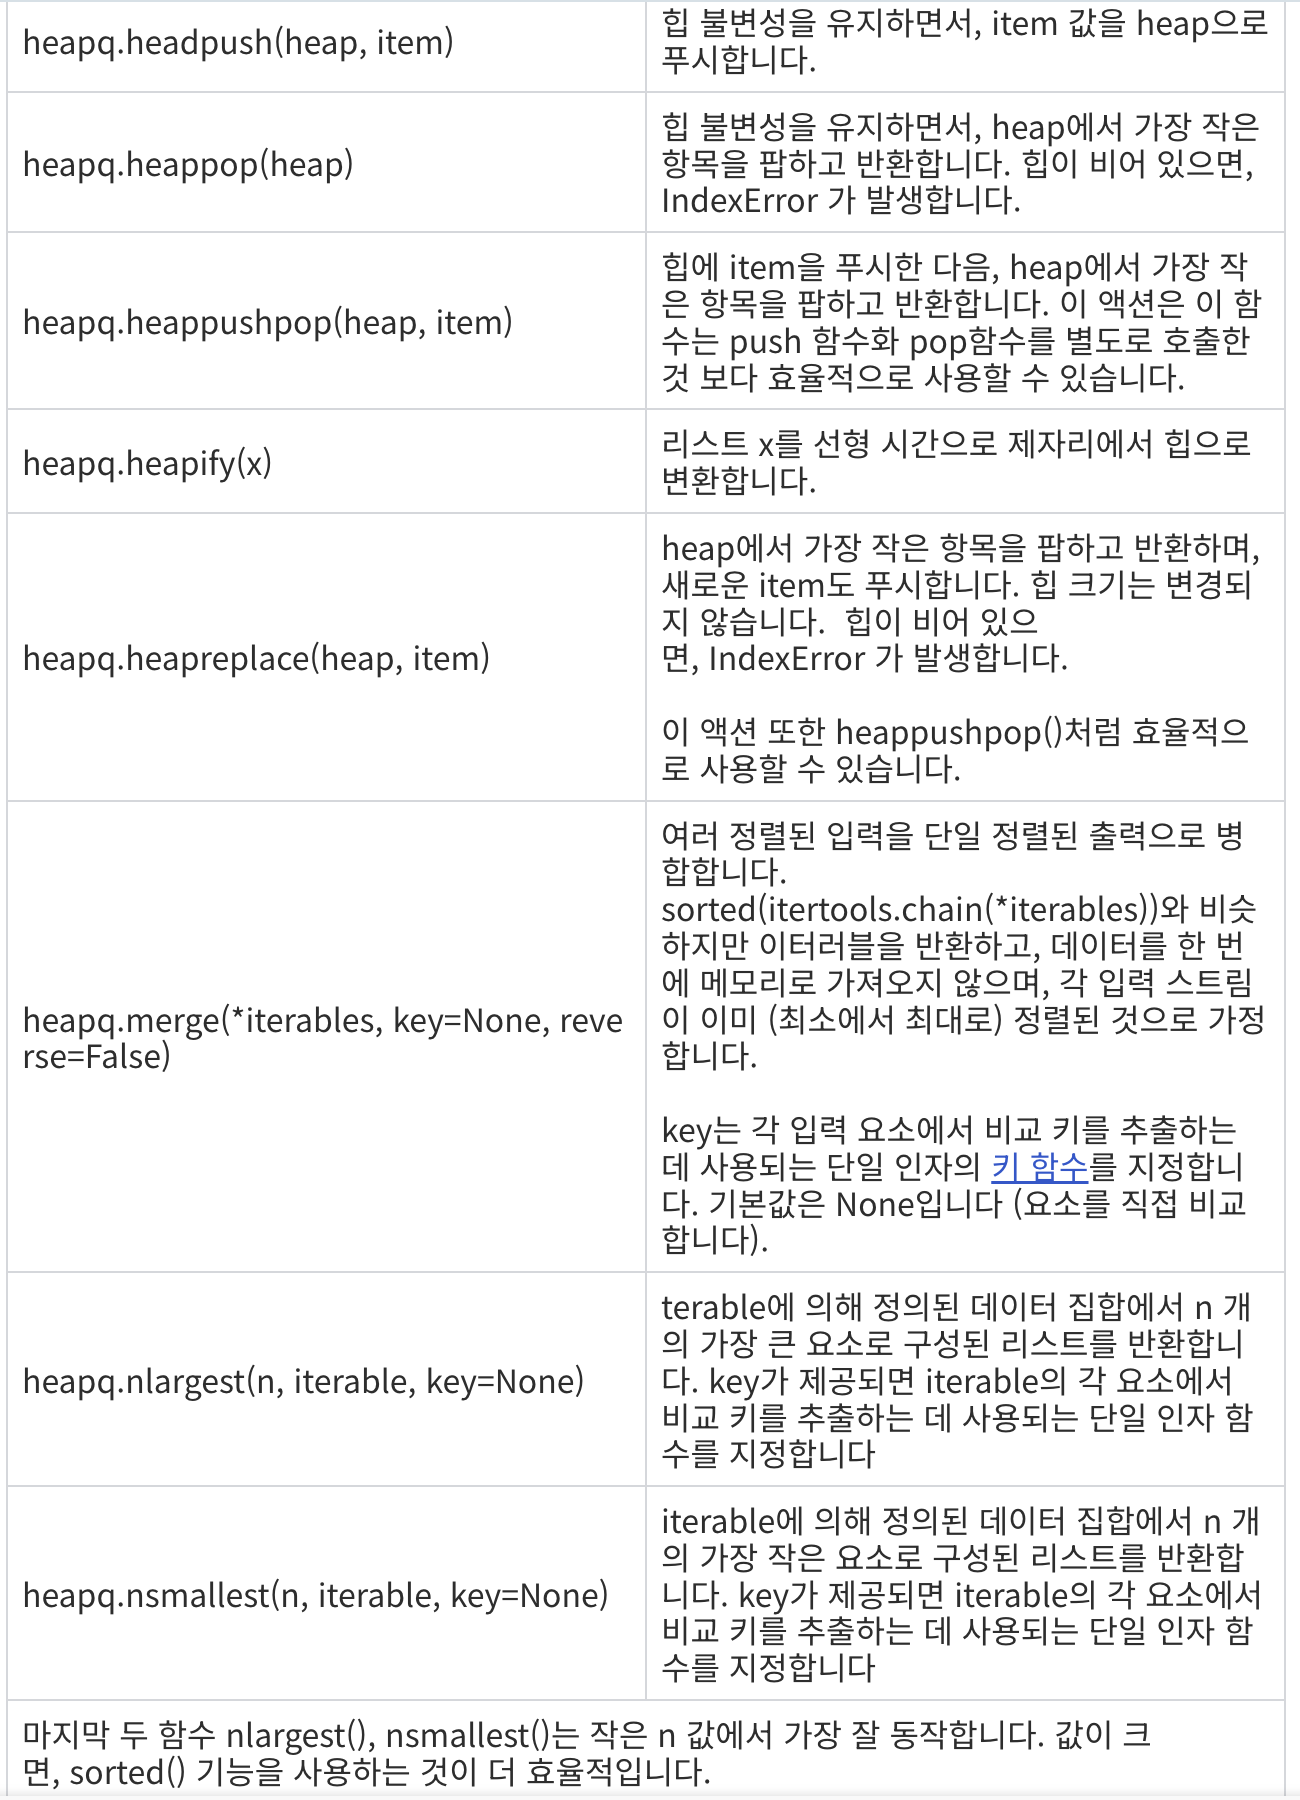 heapq.headpush(heap, item)
힙 불변성을 유지하면서, item 값을 heap으로
푸시합니다.
heapq.heappop(heap)
힙 불변성을 유지하면서, heap에서 가장 작은
항목을 팝하고 반환합니다. 힙이 비어 있으면,
IndexError 가 발생합니다.
heapq.heappushpop(heap, item)
힙에 item을 푸시한 다음, heap에서 가장 작
은 항목을 팝하고 반환합니다. 이 액션은 이 함
수는 push 함수화 pop함수를 별도로 호출한
것 보다 효율적으로 사용할 수 있습니다.
heapq.heapify(x)
리스트 x를 선형 시간으로 제자리에서 힙으로
변환합니다.
heapq.heapreplace(heap, item)
heap에서 가장 작은 항목을 팝하고 반환하며,
새로운 item도 푸시합니다. 힙 크기는 변경되
지 않습니다.  힙이 비어 있으
면, IndexError 가 발생합니다.
이 액션 또한 heappushpop()처럼 효율적으
로 사용할 수 있습니다.
heapq.merge(*iterables, key=None, reve
rse=False)
여러 정렬된 입력을 단일 정렬된 출력으로 병
합합니다.
sorted(itertools.chain(*iterables))와 비슷
하지만 이터러블을 반환하고, 데이터를 한 번
에 메모리로 가져오지 않으며, 각 입력 스트림
이 이미 (최소에서 최대로) 정렬된 것으로 가정
합니다.
key는 각 입력 요소에서 비교 키를 추출하는
데 사용되는 단일 인자의 키 함수를 지정합니
다. 기본값은 None입니다 (요소를 직접 비교
합니다).
heapq.nlargest(n, iterable, key=None)
terable에 의해 정의된 데이터 집합에서 n 개
의 가장 큰 요소로 구성된 리스트를 반환합니
다. key가 제공되면 iterable의 각 요소에서
비교 키를 추출하는 데 사용되는 단일 인자 함
수를 지정합니다
heapq.nsmallest(n, iterable, key=None)
iterable에 의해 정의된 데이터 집합에서 n 개
의 가장 작은 요소로 구성된 리스트를 반환합
니다. key가 제공되면 iterable의 각 요소에서
비교 키를 추출하는 데 사용되는 단일 인자 함
수를 지정합니다
마지막 두 함수 nlargest(), nsmallest()는 작은 n 값에서 가장 잘 동작합니다. 값이 크
면, sorted() 기능을 사용하는 것이 더 효율적입니다.